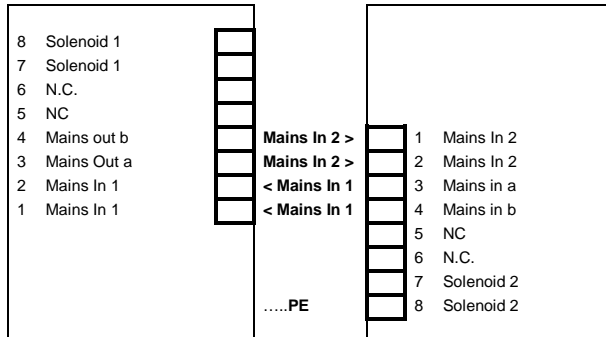 8 Solenoid 1
7 Solenoid 1
6 N.C.
5 NC
4 Mains out b Mains In 2 > 1 Mains In 2
3 Mains Out a Mains In 2 > 2 Mains In 2
2 Mains In 1 < Mains In 1 3 Mains in a
1 Mains In 1 < Mains In 1 4 Mains in b
5 NC
6 N.C.
7 Solenoid 2
…..PE 8 Solenoid 2